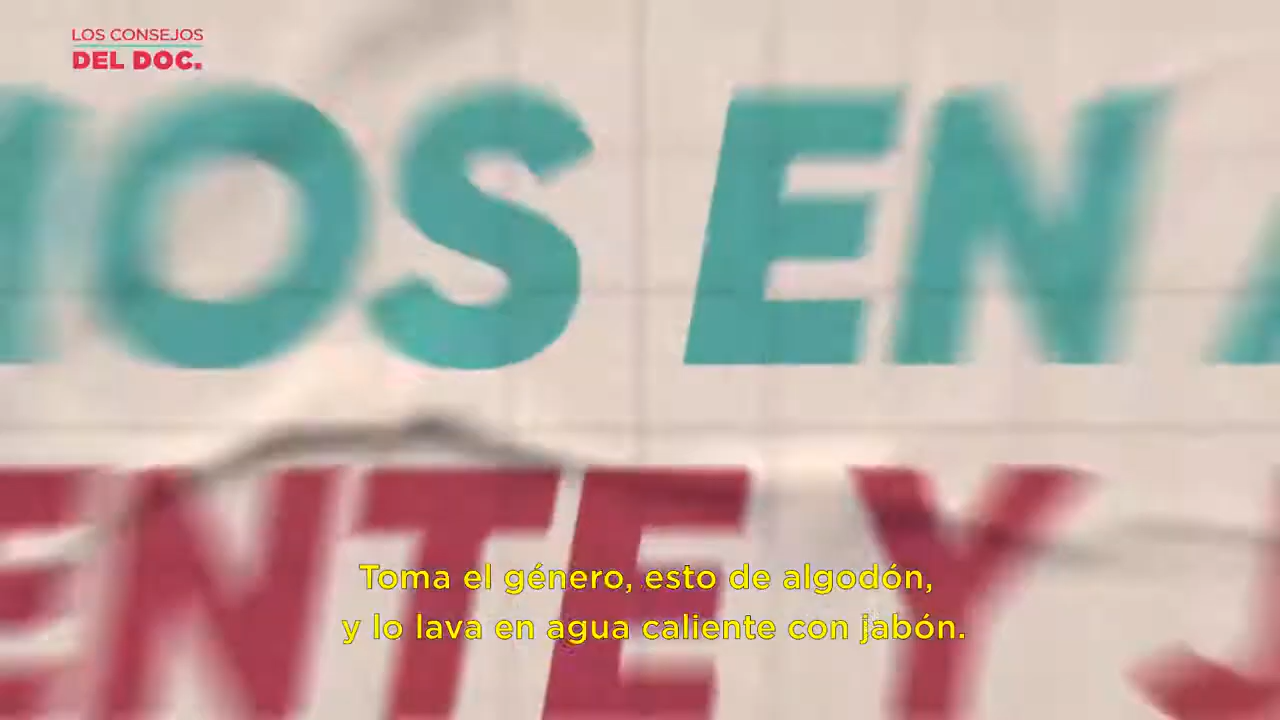 LOS CONSEJOS
DEL DOC.
OS EN
ENTE Y J
Toma el género, esto de algodón,
y lo lava en agua caliente con jabón.